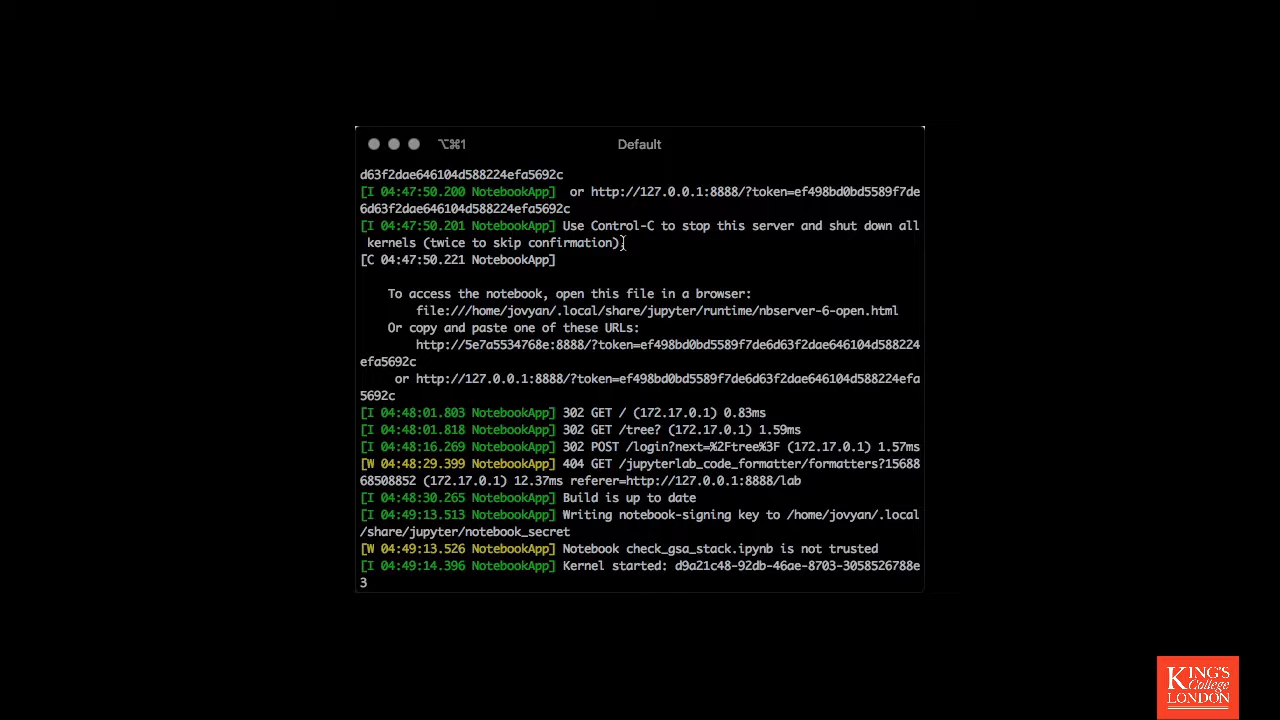 ⌥⌘1 Default
d63f2dae646104d588224efa5692c
[I 04:47:50.200 NotebookApp]  or http://127.0.0.1:8888/?token=ef498bd0bd5589f7de
6d63f2dae646104d588224efa5692c
[I 04:47:50.201 NotebookApp] Use Control-C to stop this server and shut down all
kernels (twice to skip confirmation).
[C 04:47:50.221 NotebookApp]
To access the notebook, open this file in a browser:
file:///home/jovyan/.local/share/jupyter/runtime/nbserver-6-open.html
Or copy and paste one of these URLs:
http://5e7a5534768e:8888/?token=ef498bd0bd5589f7de6d63f2dae646104d588224
efa5692c
or http://127.0.0.1:8888/?token=ef498bd0bd5589f7de6d63f2dae646104d588224efa
5692c
[I 04:48:01.803 NotebookApp] 302 GET / (172.17.0.1) 0.83ms
[I 04:48:01.818 NotebookApp] 302 GET /tree? (172.17.0.1) 1.59ms
[I 04:48:16.269 NotebookApp] 302 POST /login?next=%2Ftree%3F (172.17.0.1) 1.57ms
[W 04:48:29.399 NotebookApp] 404 GET /jupyterlab_code_formatter/formatters?15688
68508852 (172.17.0.1) 12.37ms referer=http://127.0.0.1:8888/lab
[I 04:48:30.265 NotebookApp] Build is up to date
[I 04:49:13.513 NotebookApp] Writing notebook-signing key to /home/jovyan/.local
/share/jupyter/notebook_secret
[W 04:49:13.526 NotebookApp] Notebook check_gsa_stack.ipynb is not trusted
[I 04:49:14.396 NotebookApp] Kernel started: d9a21c48-92db-46ae-8703-3058526788e
3
KING'S
College
LONDON